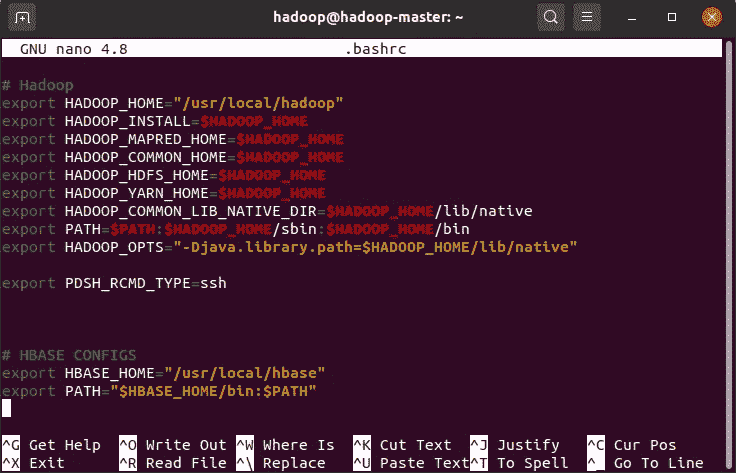 hadoop@hadoop-master: ~
GNU nano 4.8 .bashrc
# Hadoop
export HADOOP_HOME="/usr/local/hadoop"
export HADOOP_INSTALL=$HADOOP_HOME
export HADOOP_MAPRED_HOME=$HADOOP_HOME
export HADOOP_COMMON_HOME=$HADOOP_HOME
export HADOOP_HDFS_HOME=$HADOOP_HOME
export HADOOP_YARN_HOME=$HADOOP_HOME
export HADOOP_COMMON_LIB_NATIVE_DIR=$HADOOP_HOME/lib/native
export PATH=$PATH:$HADOOP_HOME/sbin:$HADOOP_HOME/bin
export HADOOP_OPTS="-Djava.library.path=$HADOOP_HOME/lib/native"
export PDSH_RCMD_TYPE=ssh
# HBASE CONFIGS
export HBASE_HOME="/usr/local/hbase"
export PATH="$HBASE_HOME/bin:$PATH"
^G Get Help ^O Write Out ^W Where Is ^K Cut Text ^J Justify ^C Cur Pos
^X Exit ^R Read File ^\ Replace ^U Paste Text ^T To Spell ^_ Go To Line